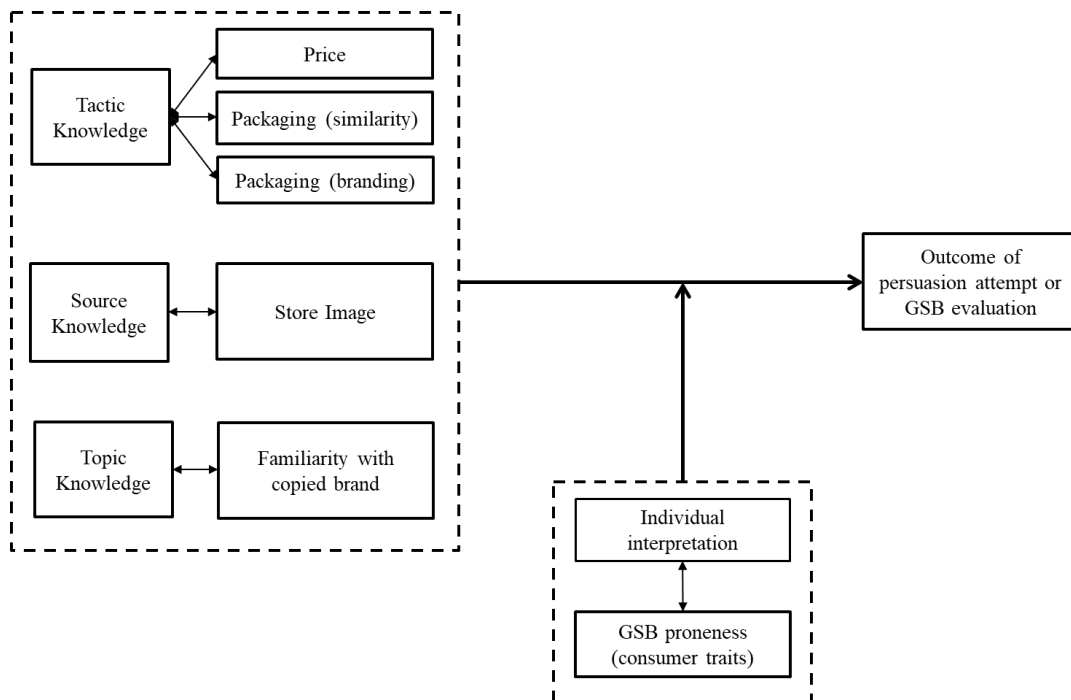 Tactic
Knowledge
Price
Packaging (similarity)
Packaging (branding)
Source
Knowledge
Store Image
Topic
Knowledge
Familiarity with
copied brand
Outcome of
persuasion attempt or
GSB evaluation
Individual
interpretation
GSB proneness
(consumer traits)